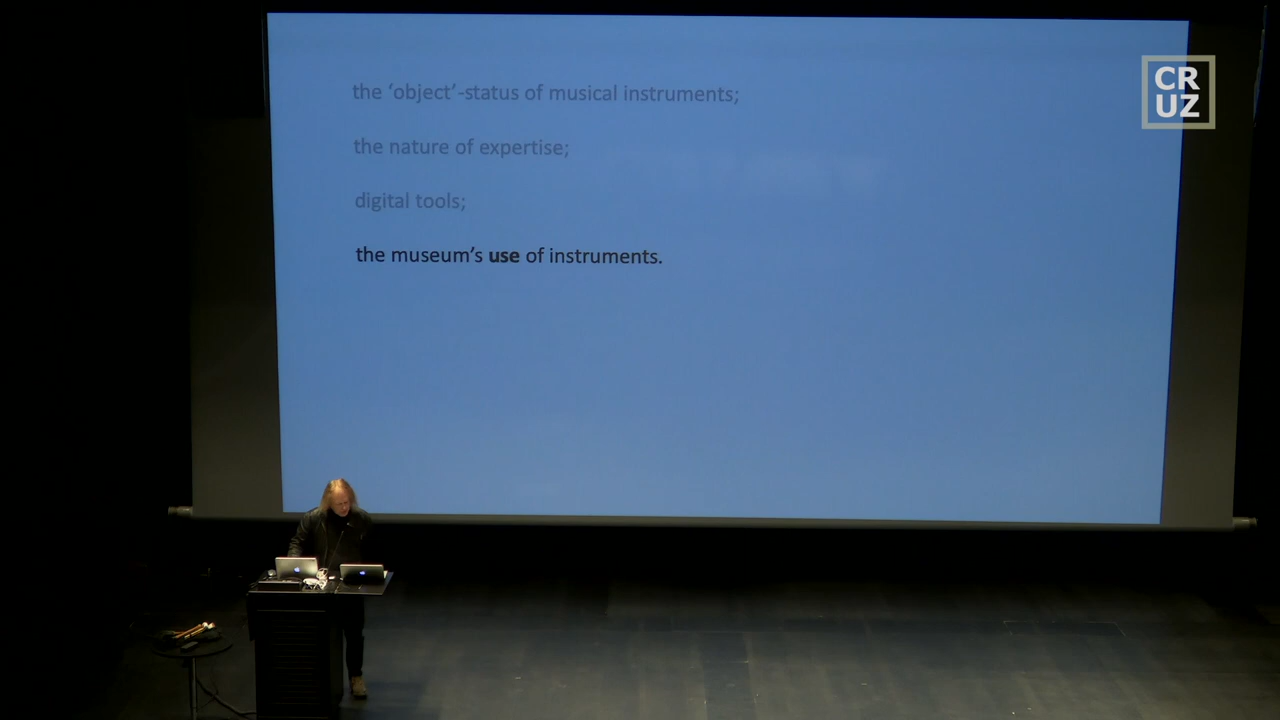 the ‘object’-status of musical instruments;
the nature of expertise;
digital tools;
the museum’s use of instruments.
CR
UZ